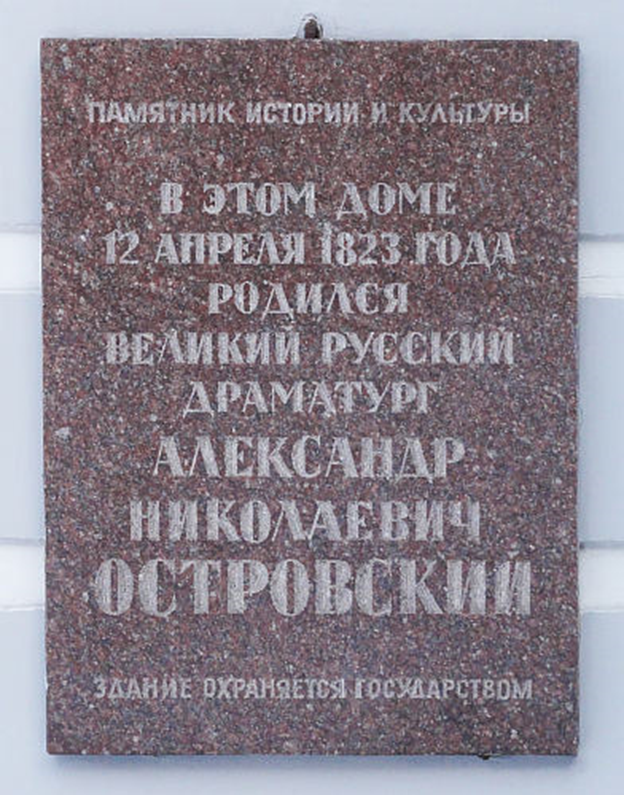 ПАМЯТНИК ИСТОРИИ И КУЛЬТУРЫ
В ЭТОМ ДОМЕ
12 АПРЕЛЯ 1823 ГОДА
РОДИЛСЯ
ВЕЛИКИЙ РУССКИЙ
ДРАМАТУРГ
АЛЕКСАНДР
НИКОЛАЕВИЧ
ОСТРОВСКИЙ
ЗДАНИЕ ОХРАНЯЕТСЯ ГОСУДАРСТВОМ